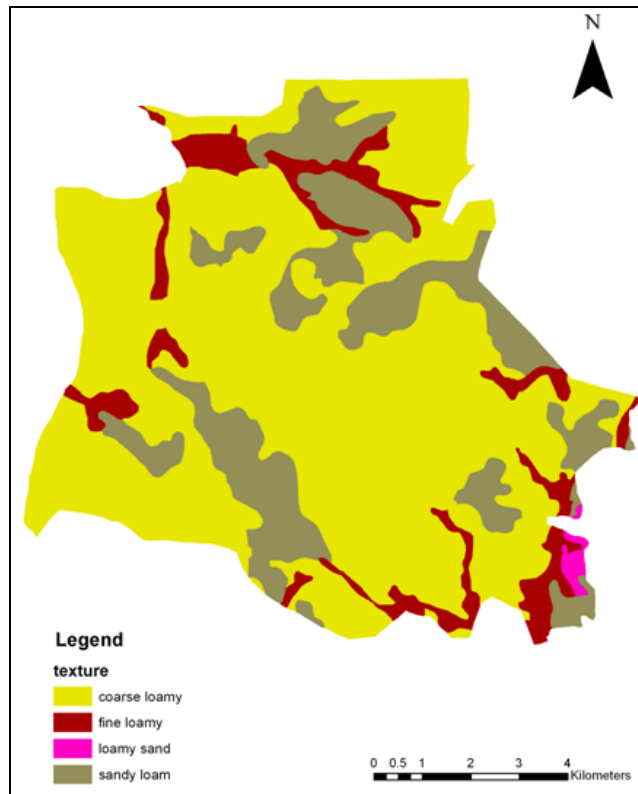 N
Legend
texture
coarse loamy
fine loamy
loamy sand
sandy loam
0 0.5 1 2 3 4
Kilometers